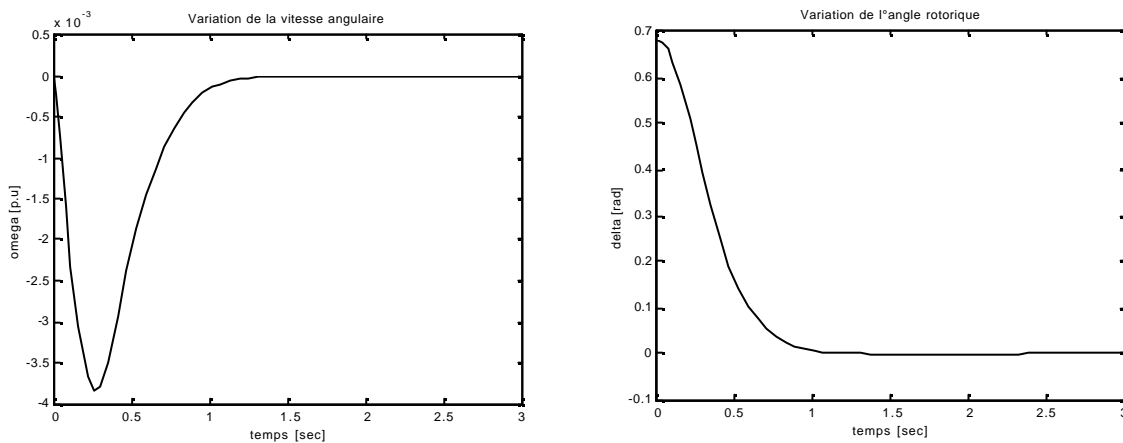 Variation de la vitesse angulaire
x 10⁻³
0.5
0
-0.5
-1
-1.5
-2
-2.5
-3
-3.5
-4
omega [p.u]
0 0.5 1 1.5 2 2.5 3
temps [sec]
Variation de l°angle rotorique
0.7
0.6
0.5
0.4
0.3
0.2
0.1
0
-0.1
delta [rad]
0 0.5 1 1.5 2 2.5 3
temps [sec]